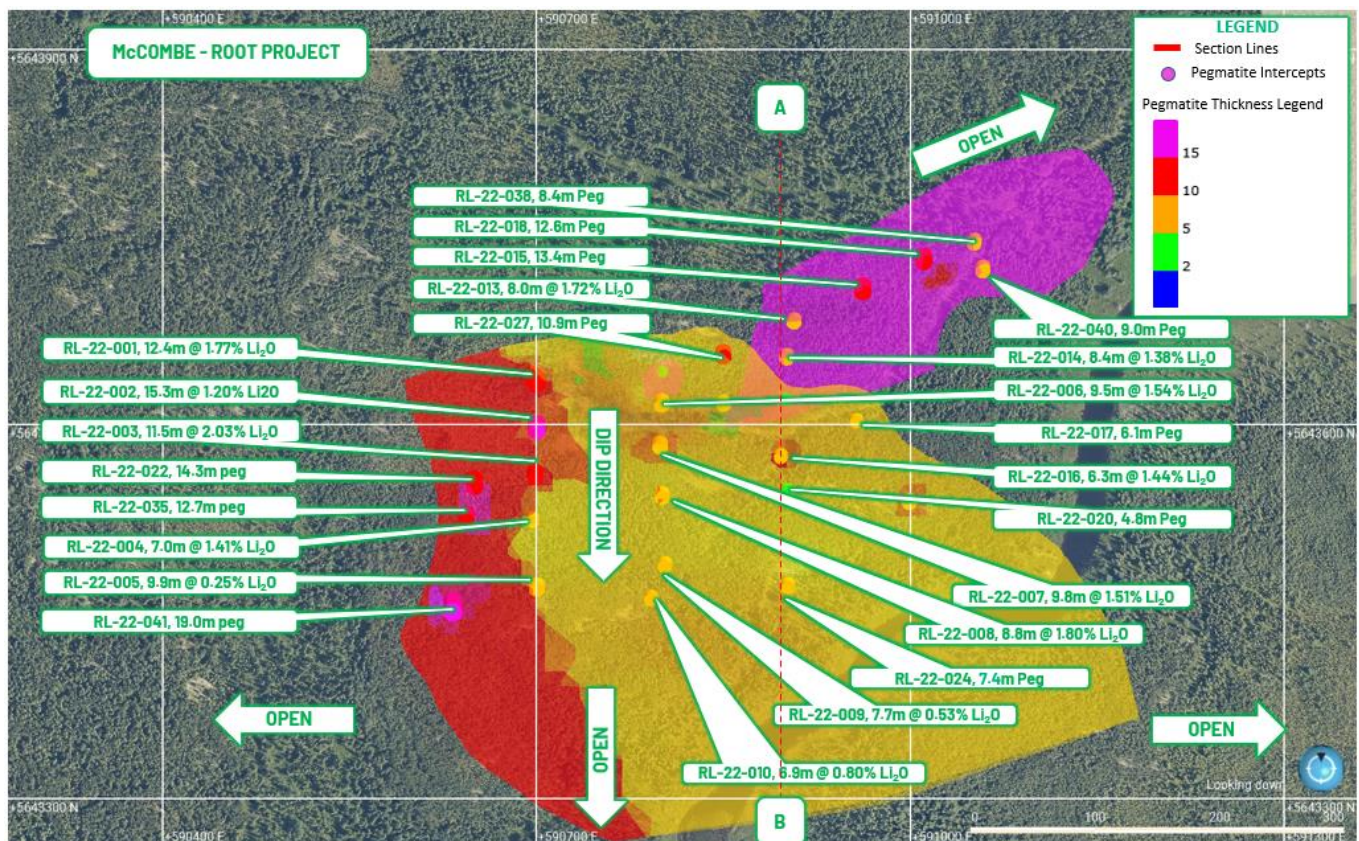 +590400 E
+590700 E
+591000 E
+5643900 N
McCOMBE - ROOT PROJECT
LEGEND
Section Lines
Pegmatite Intercepts
Pegmatite Thickness Legend
15
10
5
2
A
OPEN
RL-22-038, 8.4m Peg
RL-22-018, 12.6m Peg
RL-22-015, 13.4m Peg
RL-22-013, 8.0m @ 1.72% Li₂O
RL-22-027, 10.9m Peg
RL-22-001, 12.4m @ 1.77% Li₂O
RL-22-002, 15.3m @ 1.20% Li2O
RL-22-003, 11.5m @ 2.03% Li₂O
RL-22-022, 14.3m peg
RL-22-035, 12.7m peg
RL-22-004, 7.0m @ 1.41% Li₂O
RL-22-005, 9.9m @ 0.25% Li₂O
RL-22-041, 19.0m peg
DIP DIRECTION
RL-22-040, 9.0m Peg
RL-22-014, 8.4m @ 1.38% Li₂O
RL-22-006, 9.5m @ 1.54% Li₂O
RL-22-017, 6.1m Peg
+5643600 N
RL-22-016, 6.3m @ 1.44% Li₂O
RL-22-020, 4.8m Peg
RL-22-007, 9.8m @ 1.51% Li₂O
RL-22-008, 8.8m @ 1.80% Li₂O
RL-22-024, 7.4m Peg
RL-22-009, 7.7m @ 0.53% Li₂O
RL-22-010, 6.9m @ 0.80% Li₂O
OPEN
OPEN
OPEN
Looking down
+5643300 N
+5643300 N
B
0
100
200
300
+590400 E
+590700 E
+591000 E
+591300 E